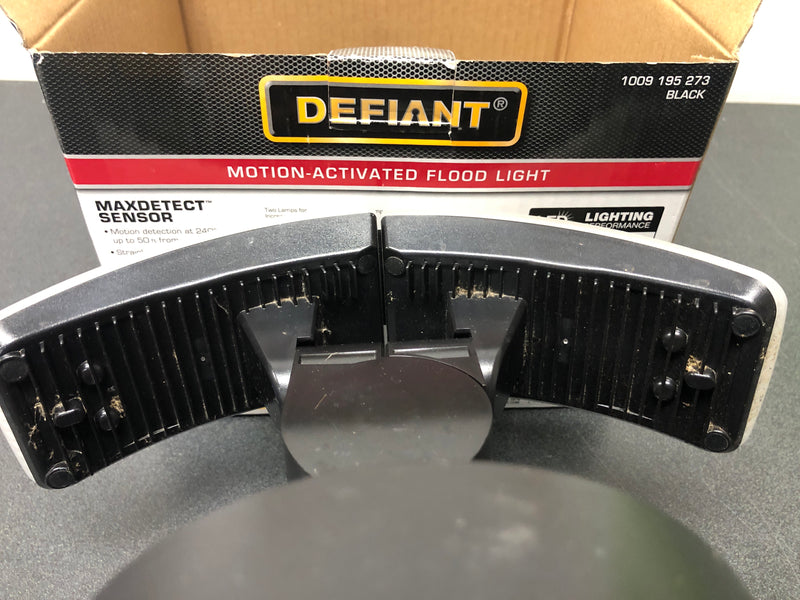 1009 195 273
BLACK
DEFIANT®
MOTION-ACTIVATED FLOOD LIGHT
MAXDETECT™
SENSOR
• Motion detection at 240°
up to 50 ft from
Two Lamps for
LIGHTING
PERFORMANCE